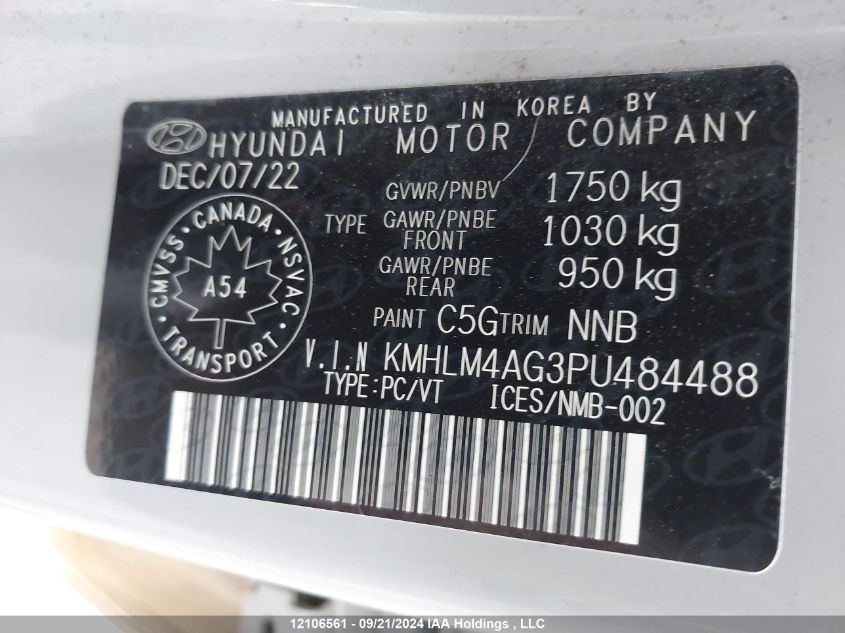 MANUFACTURED IN KOREA BY
HYUNDAI MOTOR COMPANY
DEC/07/22
GVWR/PNBV 1750 kg
TYPE GAWR/PNBE FRONT 1030 kg
GAWR/PNBE REAR 950 kg
CMVSS • CANADA • NSVAC • TRANSPORT •
A54
PAINT C5G TRIM NNB
V.I.N KMHLM4AG3PU484488
TYPE:PC/VT ICES/NMB-002
12106561 - 09/21/2024 IAA Holdings , LLC